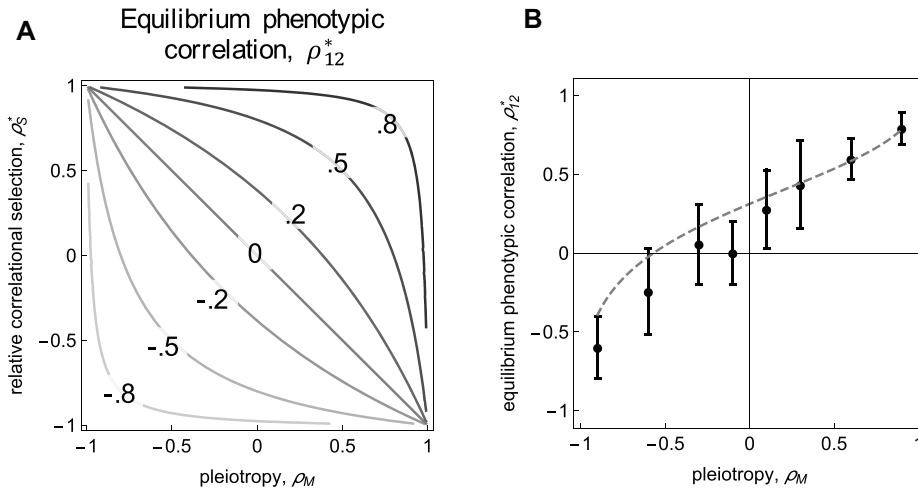 A
Equilibrium phenotypic
correlation, ρ*12
relative correlational selection, ρ*S
1
0.5
0
−0.5
−1
.8
.5
.2
0
-.2
-.5
-.8
−1 −0.5 0 0.5 1
pleiotropy, ρM
B
equilibrium phenotypic correlation, ρ*12
1
0.5
0
−0.5
−1
−1 −0.5 0 0.5 1
pleiotropy, ρM